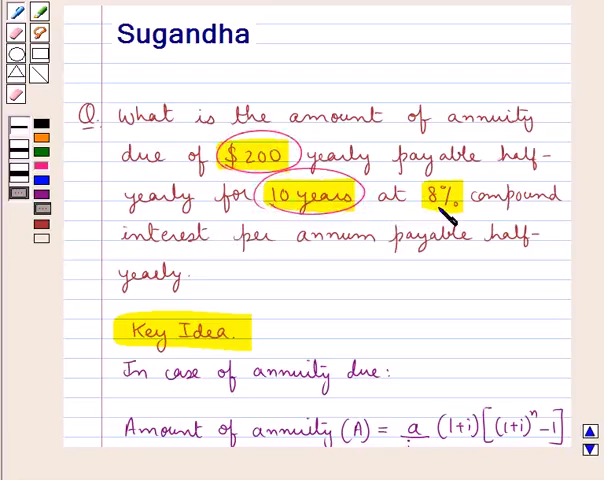 Sugandha
Q. What is the amount of annuity
due of $200 yearly payable half-
yearly for 10 years at 8% compound
interest per annum payable half-
yearly.
Key Idea.
In case of annuity due:
Amount of annuity (A) = a/i (1+i)[(1+i)^n -1]